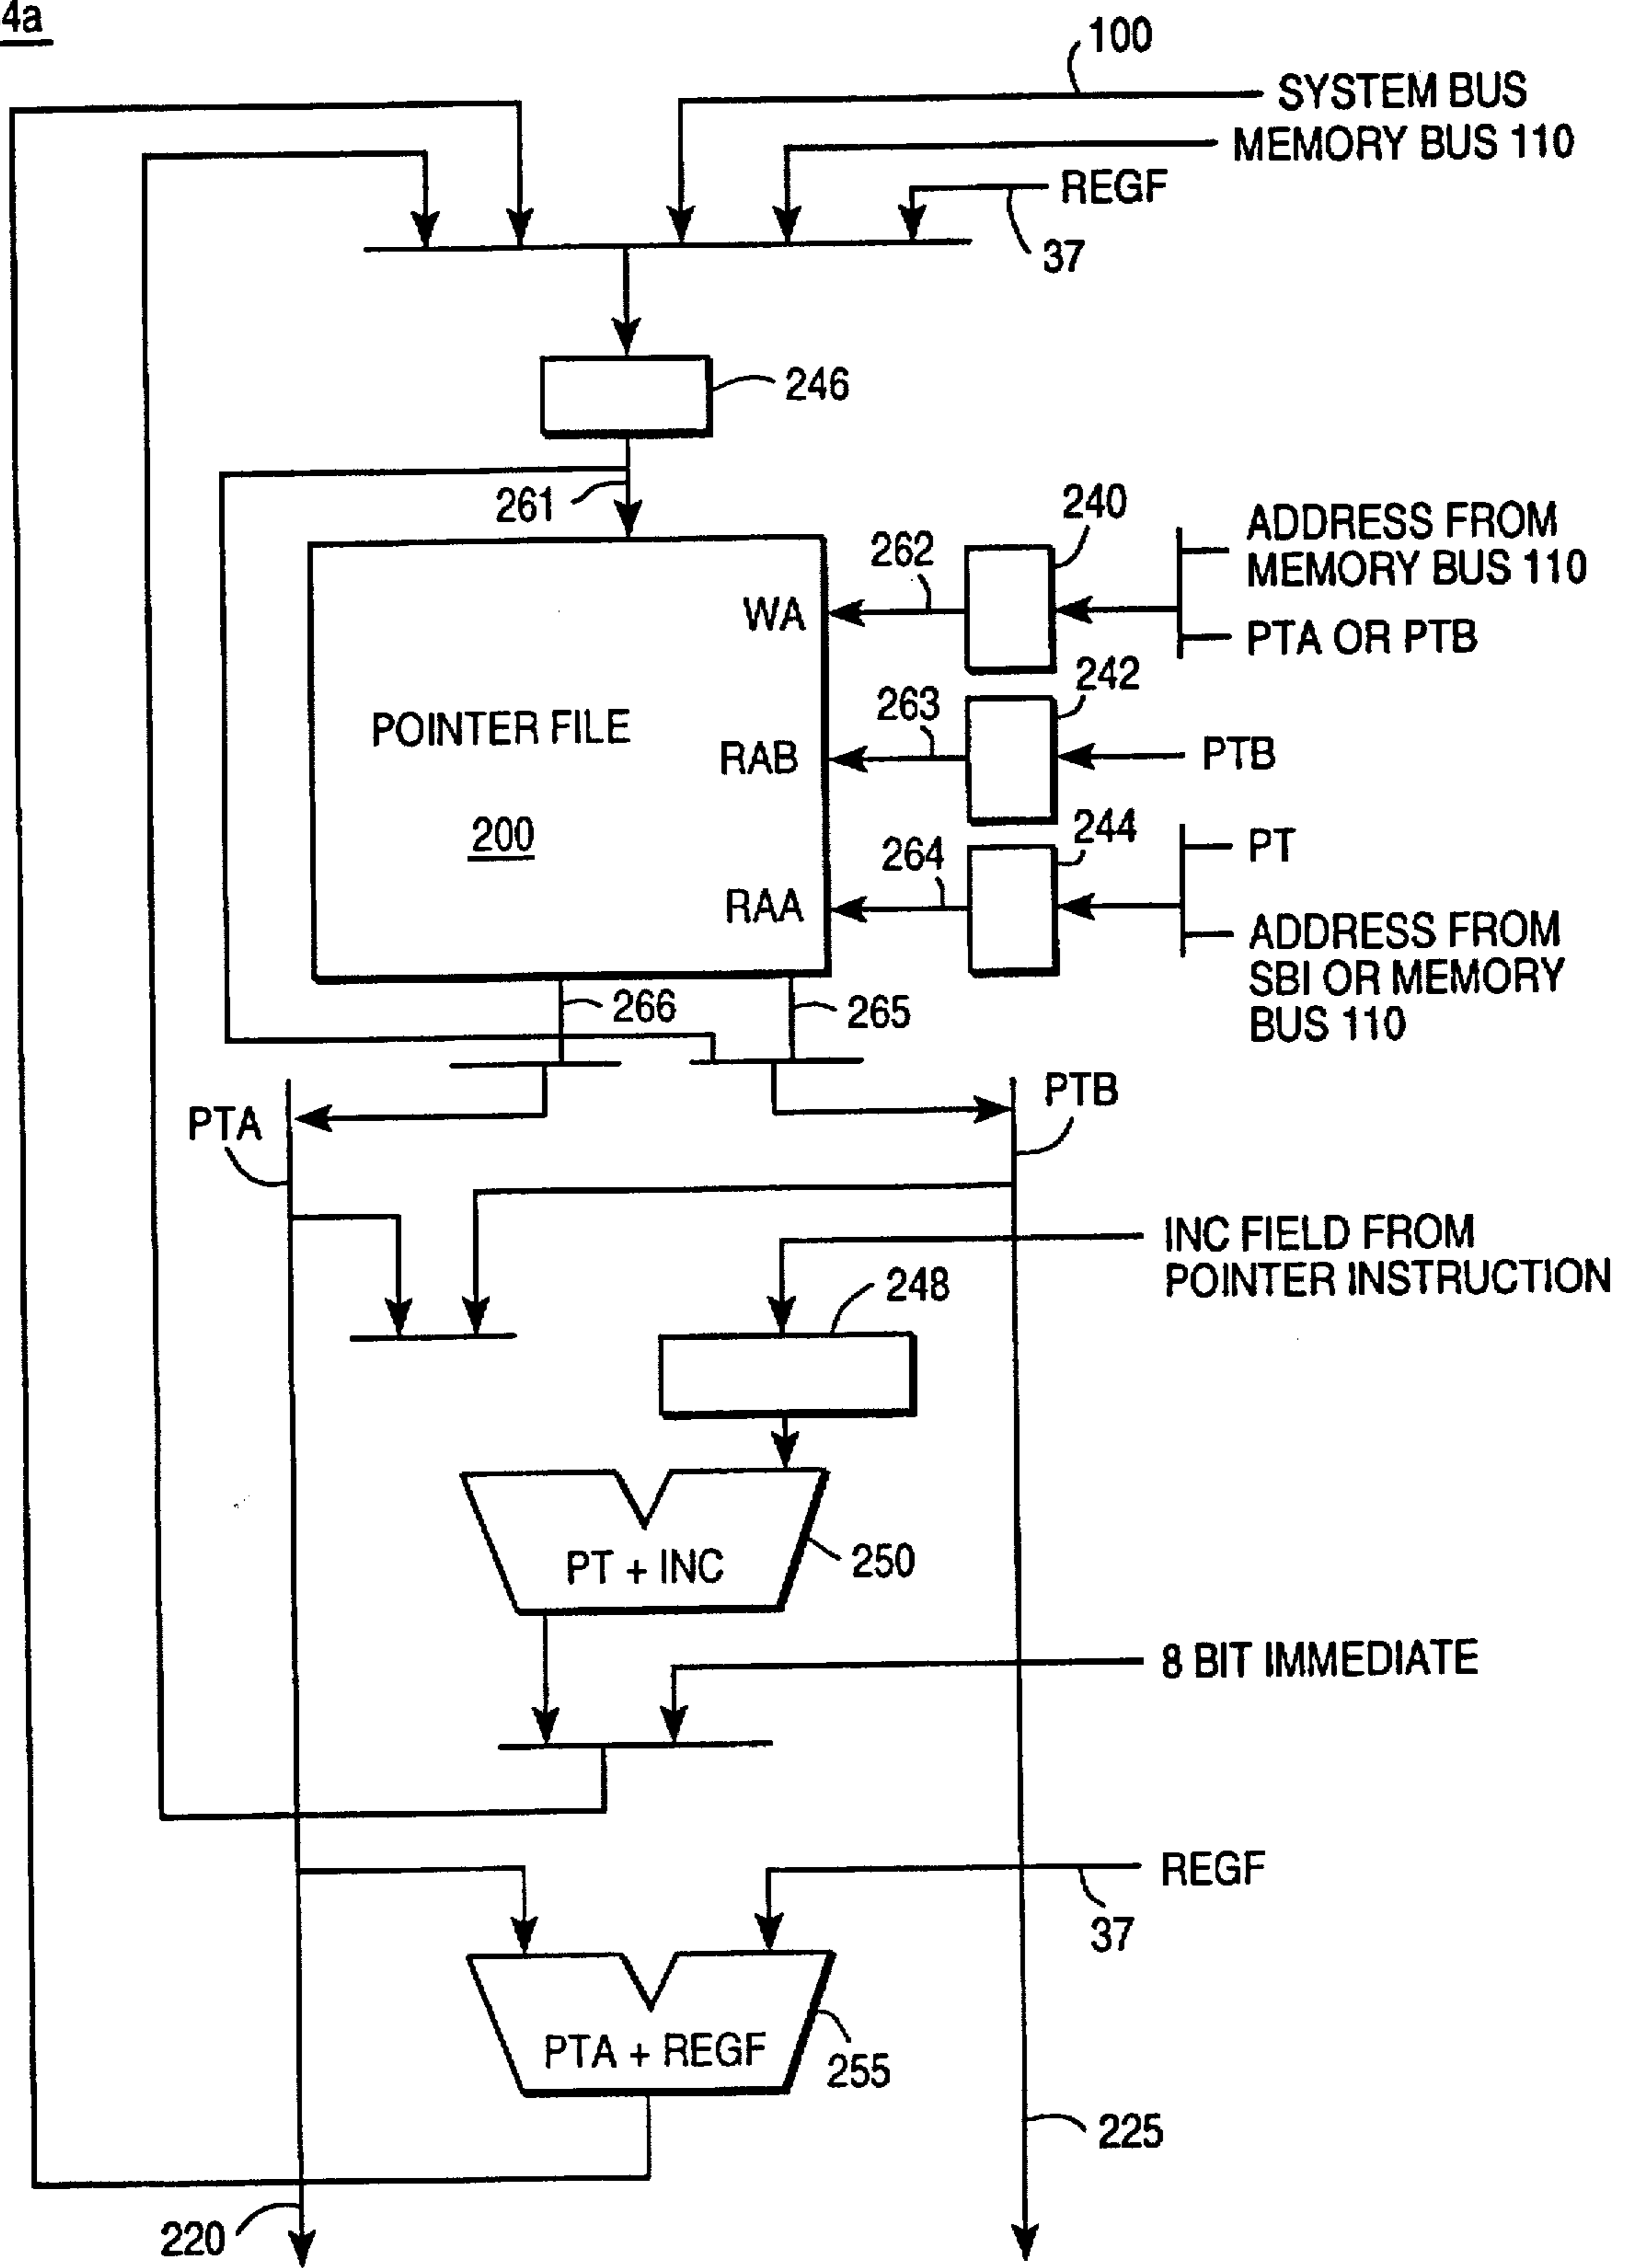 4a
100
SYSTEM BUS
MEMORY BUS 110
REGF
37
246
261
240
262
ADDRESS FROM
MEMORY BUS 110
WA
PTA OR PTB
242
263
POINTER FILE
RAB
PTB
244
200
264
PT
RAA
ADDRESS FROM
SBI OR MEMORY
BUS 110
266
265
PTA
PTB
INC FIELD FROM
POINTER INSTRUCTION
248
PT + INC
250
8 BIT IMMEDIATE
REGF
37
PTA + REGF
255
225
220